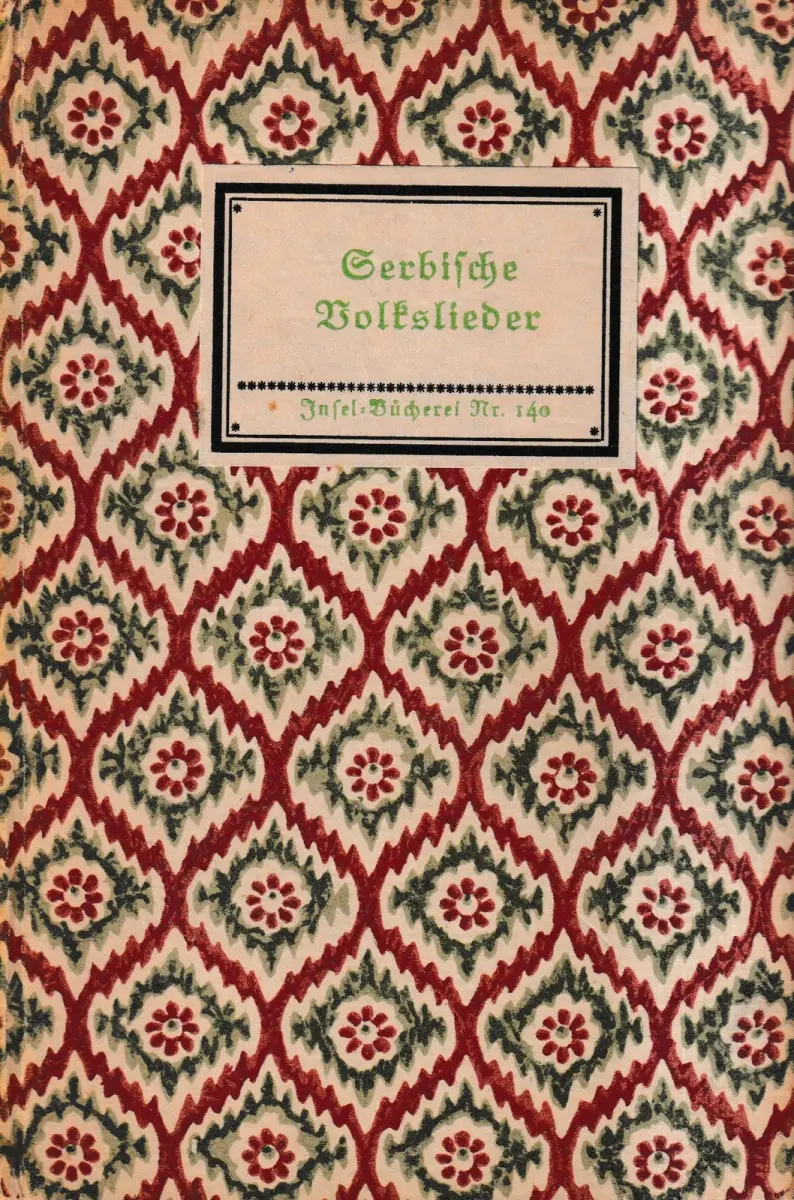 Serbiſche
Volkslieder
Inſel-Bücherei Nr. 140